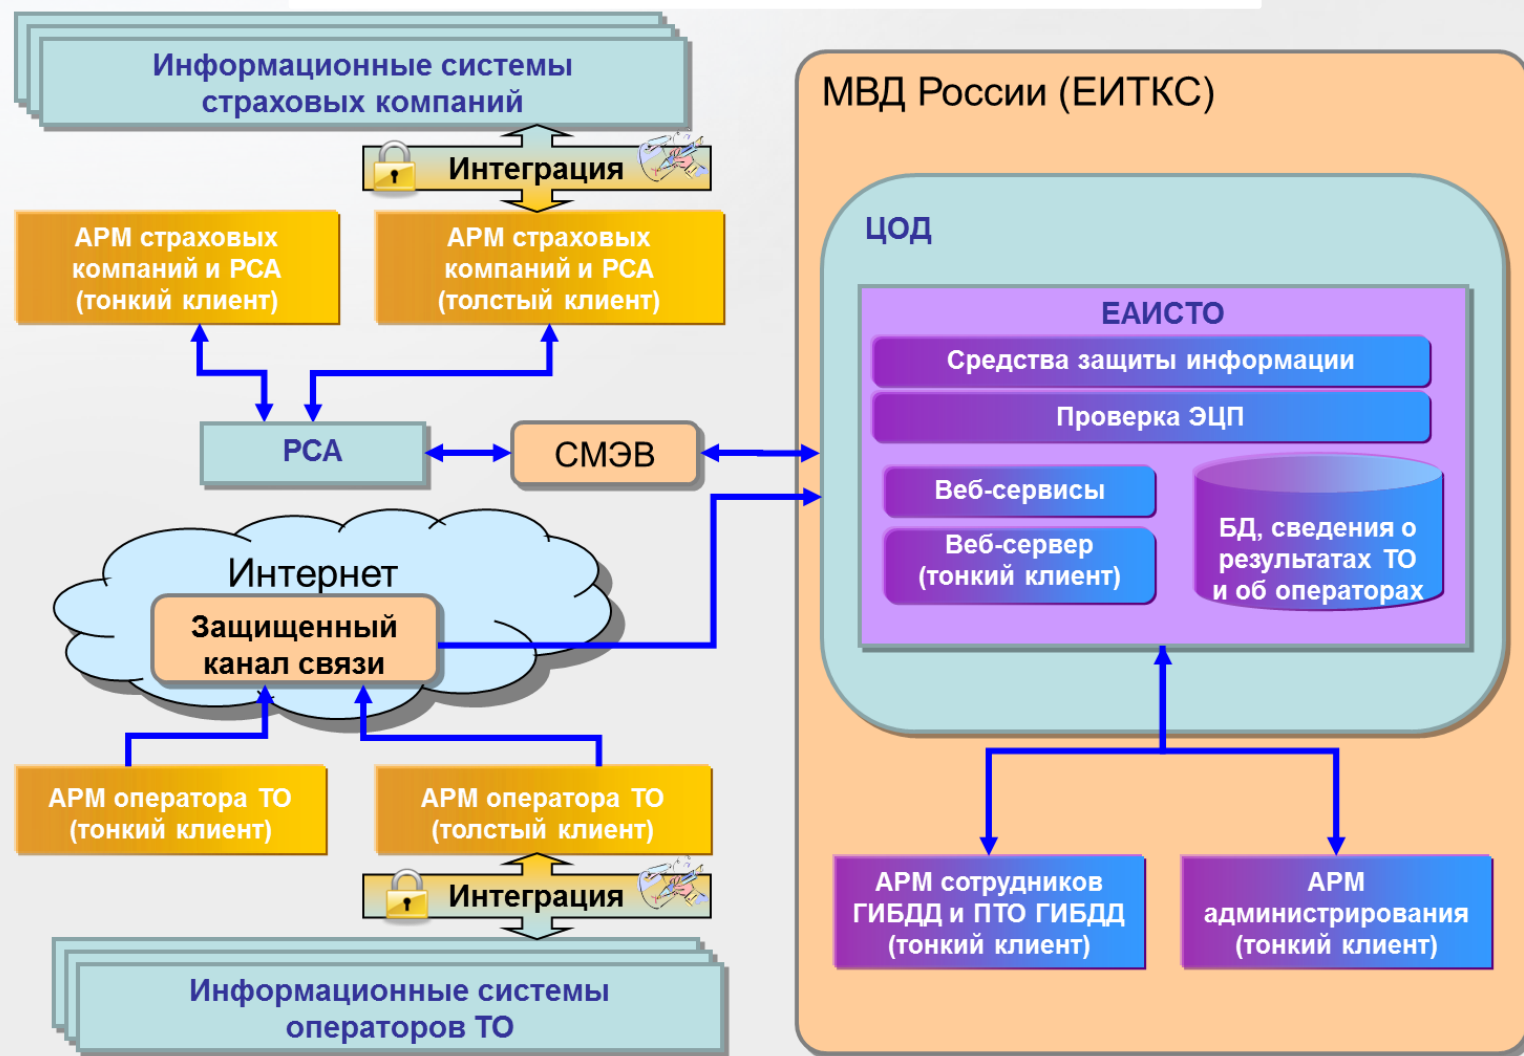 Информационные системы
страховых компаний
Интеграция
АРМ страховых
компаний и РСА
(тонкий клиент)
АРМ страховых
компаний и РСА
(толстый клиент)
РСА
СМЭВ
Интернет
Защищенный
канал связи
АРМ оператора ТО
(тонкий клиент)
АРМ оператора ТО
(толстый клиент)
Интеграция
Информационные системы
операторов ТО
МВД России (ЕИТКС)
ЦОД
ЕАИСТО
Средства защиты информации
Проверка ЭЦП
Веб-сервисы
Веб-сервер
(тонкий клиент)
БД, сведения о
результатах ТО
и об операторах
АРМ сотрудников
ГИБДД и ПТО ГИБДД
(тонкий клиент)
АРМ
администрирования
(тонкий клиент)